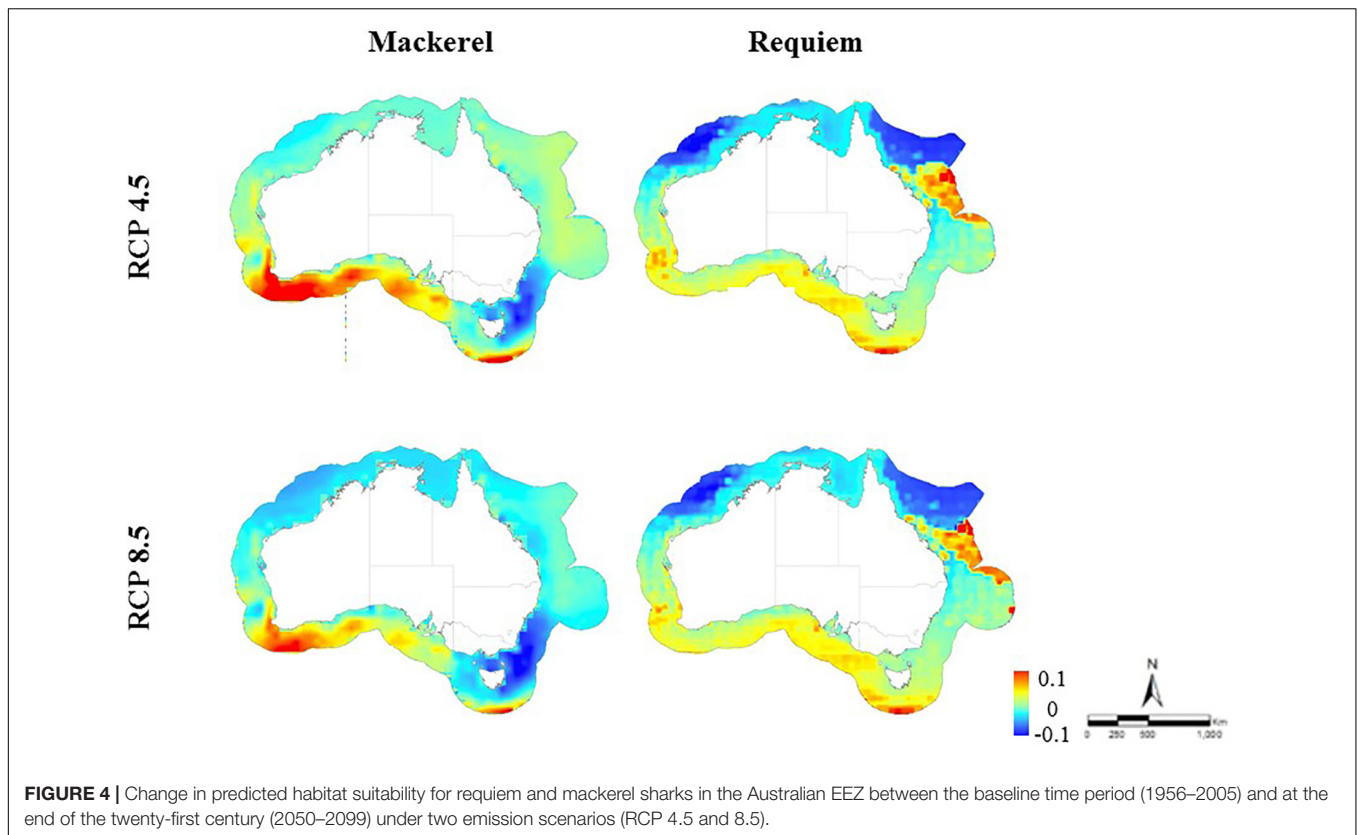 Mackerel
Requiem
RCP 4.5
RCP 8.5
0.1
0
-0.1
N
0 250 500 1,000 Km
FIGURE 4 | Change in predicted habitat suitability for requiem and mackerel sharks in the Australian EEZ between the baseline time period (1956–2005) and at the
end of the twenty-first century (2050–2099) under two emission scenarios (RCP 4.5 and 8.5).